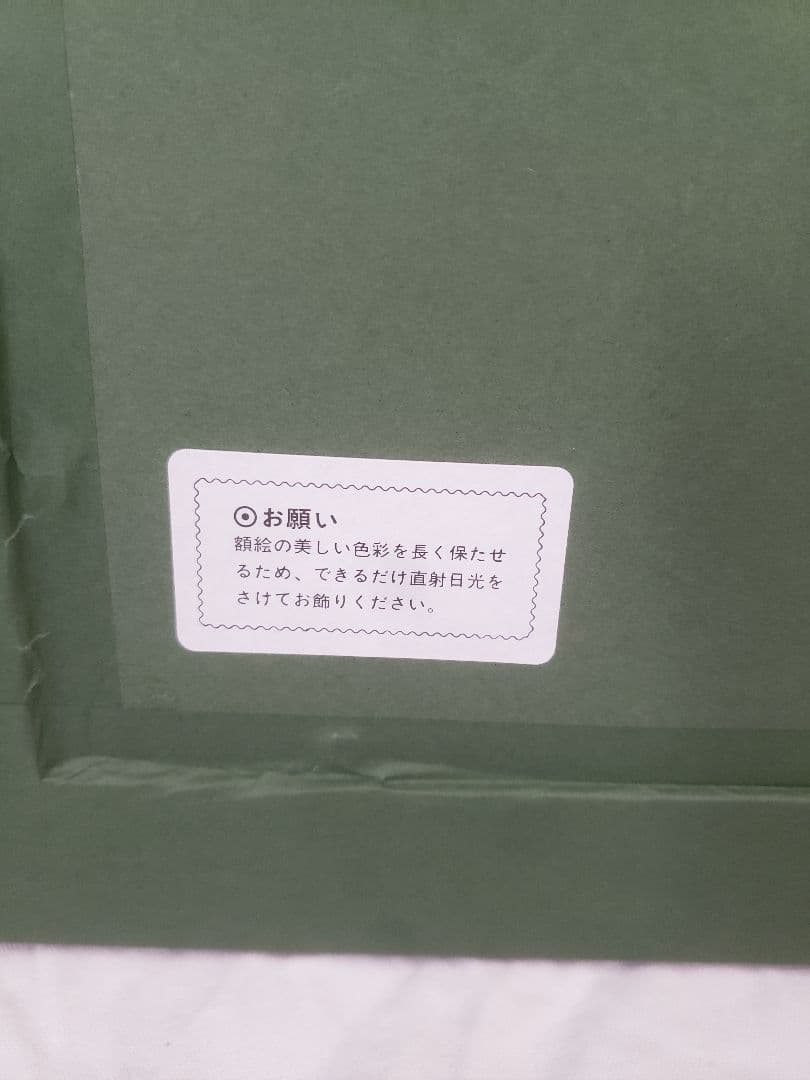 ◉お願い
額絵の美しい色彩を長く保たせ
るため、できるだけ直射日光を
さけてお飾りください。